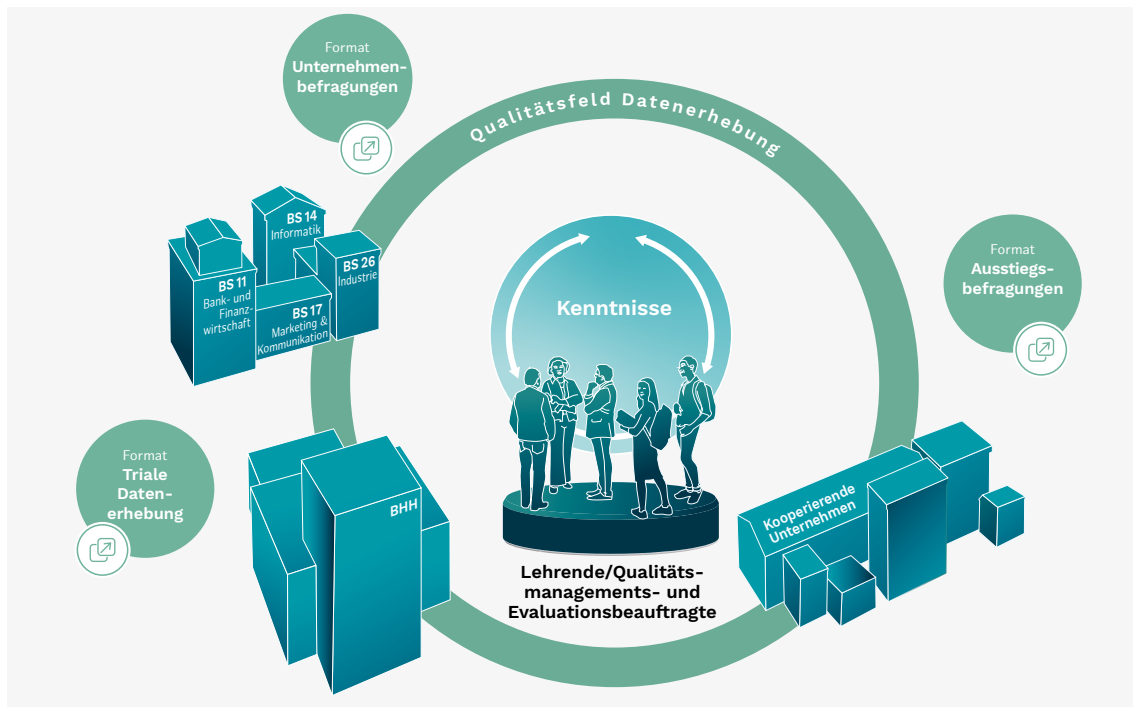 Format
Unternehmen-
befragungen
Qualitätsfeld Datenerhebung
BS 14
Informatik
BS 26
Industrie
BS 11
Bank- und
Finanz-
wirtschaft
BS 17
Marketing &
Kommunikation
Kenntnisse
Format
Ausstiegs-
befragungen
Format
Triale
Daten-
erhebung
BHH
Kooperierende
Unternehmen
Lehrende/Qualitäts-
managements- und
Evaluationsbeauftragte